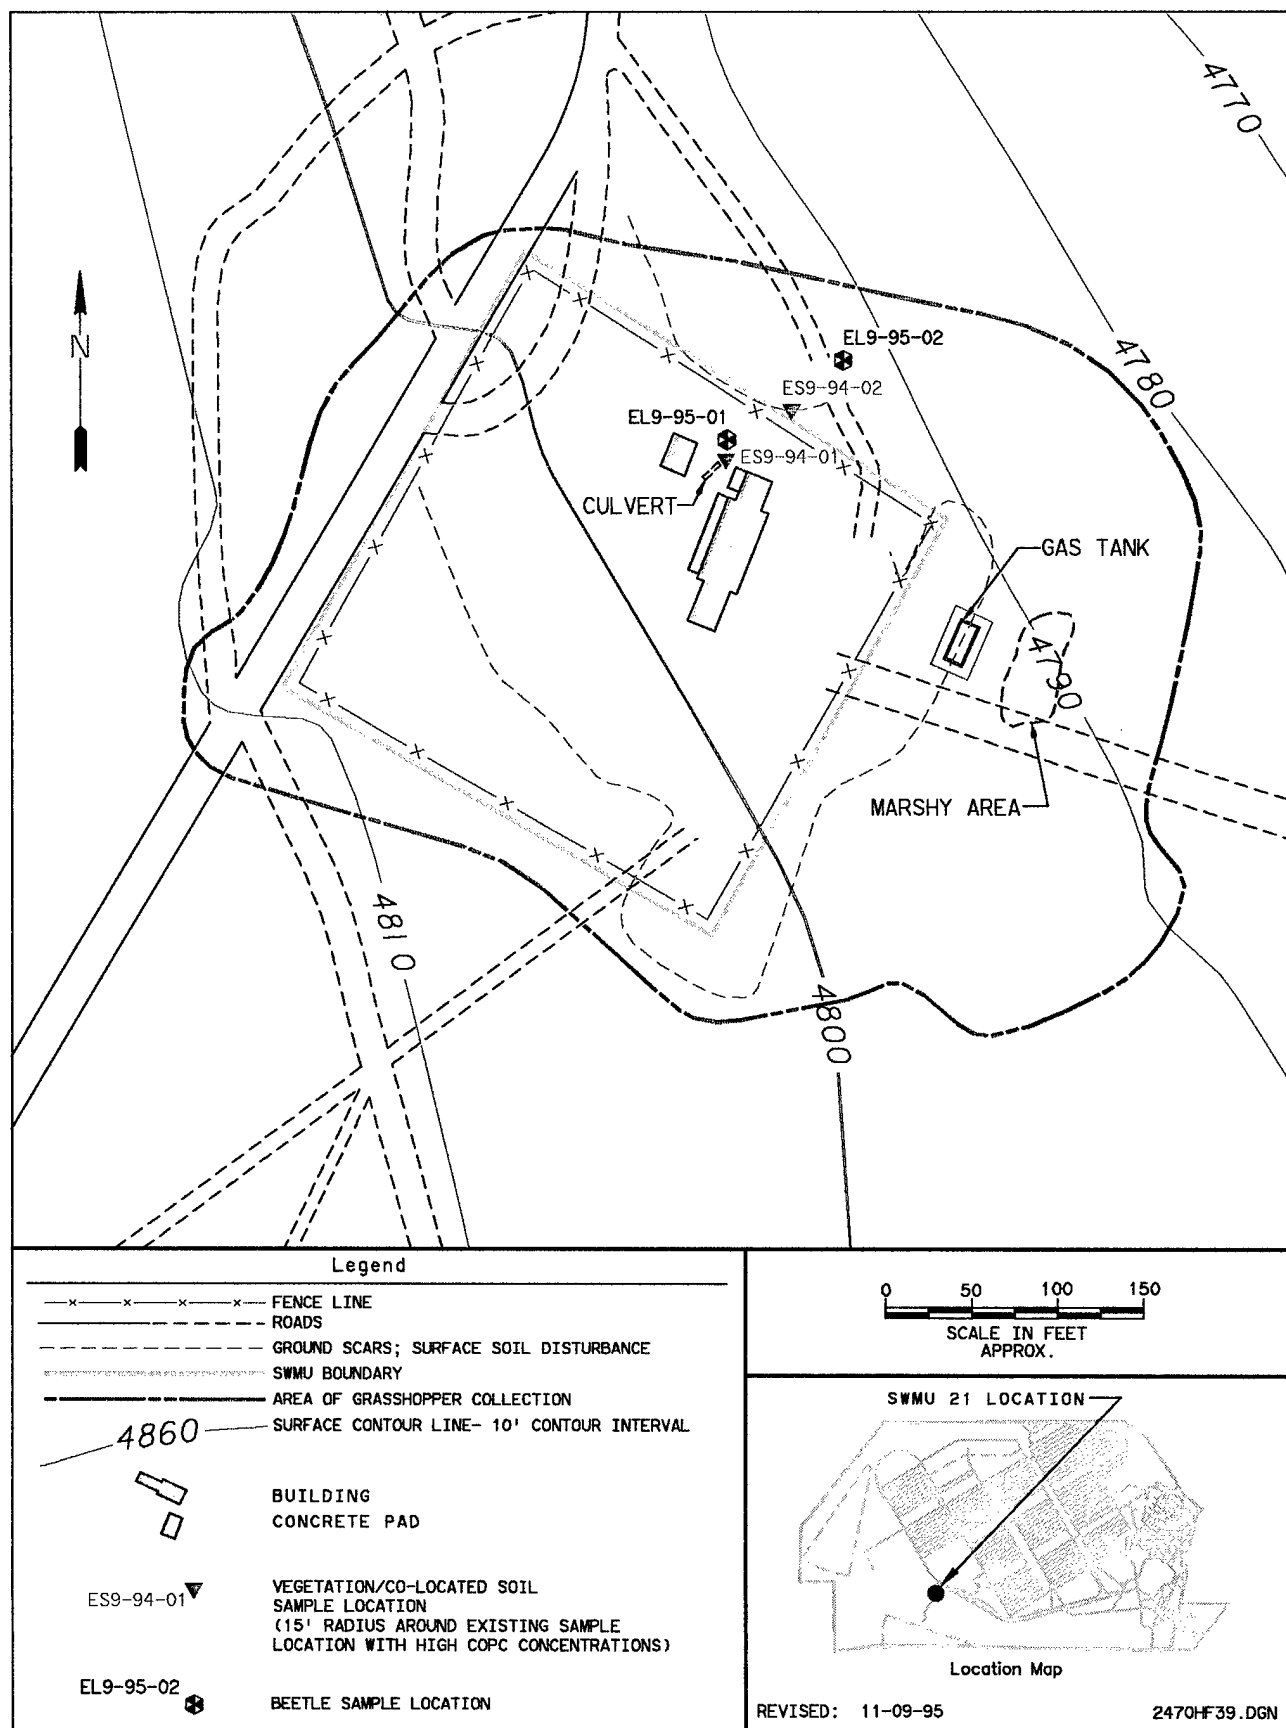 4770
N
4780
EL9-95-02
ES9-94-02
EL9-95-01
ES9-94-01
CULVERT
GAS TANK
4790
MARSHY AREA
4810
4800
Legend
FENCE LINE
ROADS
GROUND SCARS; SURFACE SOIL DISTURBANCE
SWMU BOUNDARY
AREA OF GRASSHOPPER COLLECTION
4860 SURFACE CONTOUR LINE- 10' CONTOUR INTERVAL
BUILDING
CONCRETE PAD
ES9-94-01 VEGETATION/CO-LOCATED SOIL
SAMPLE LOCATION
(15' RADIUS AROUND EXISTING SAMPLE
LOCATION WITH HIGH COPC CONCENTRATIONS)
EL9-95-02
BEETLE SAMPLE LOCATION
0 50 100 150
SCALE IN FEET
APPROX.
SWMU 21 LOCATION
Location Map
REVISED: 11-09-95 2470HF39.DGN